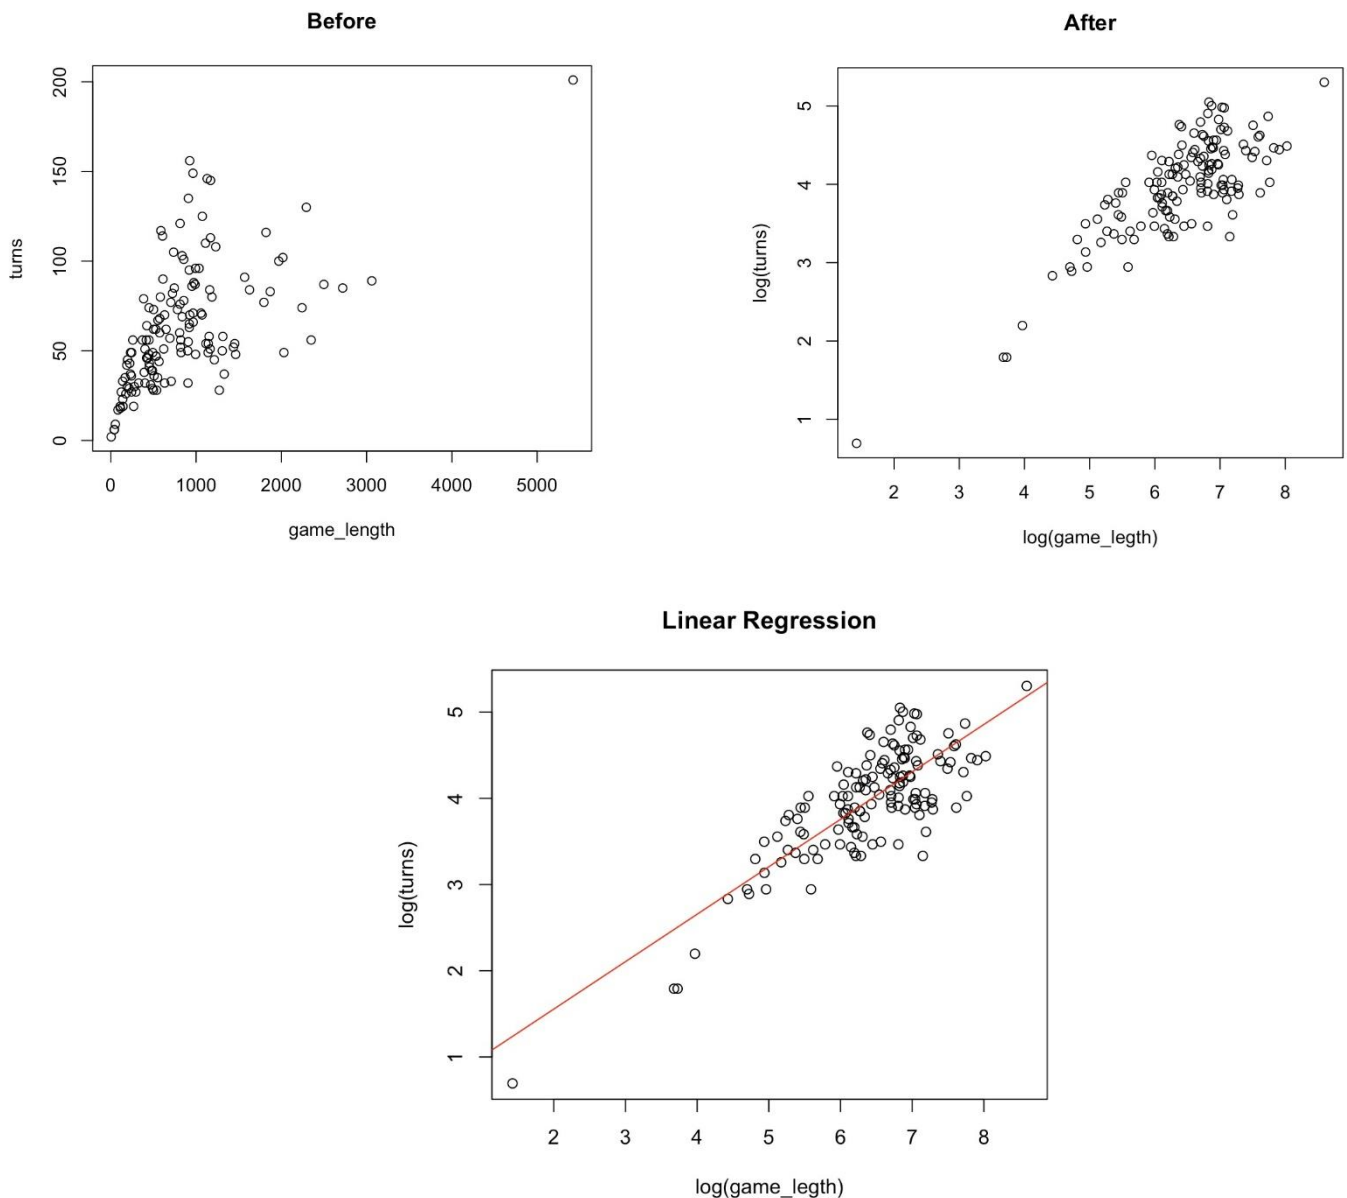 Before
After
200
150
100
50
0
turns
0 1000 2000 3000 4000 5000
game_length
5
4
3
2
1
log(turns)
2 3 4 5 6 7 8
log(game_legth)
Linear Regression
5
4
3
2
1
log(turns)
2 3 4 5 6 7 8
log(game_legth)